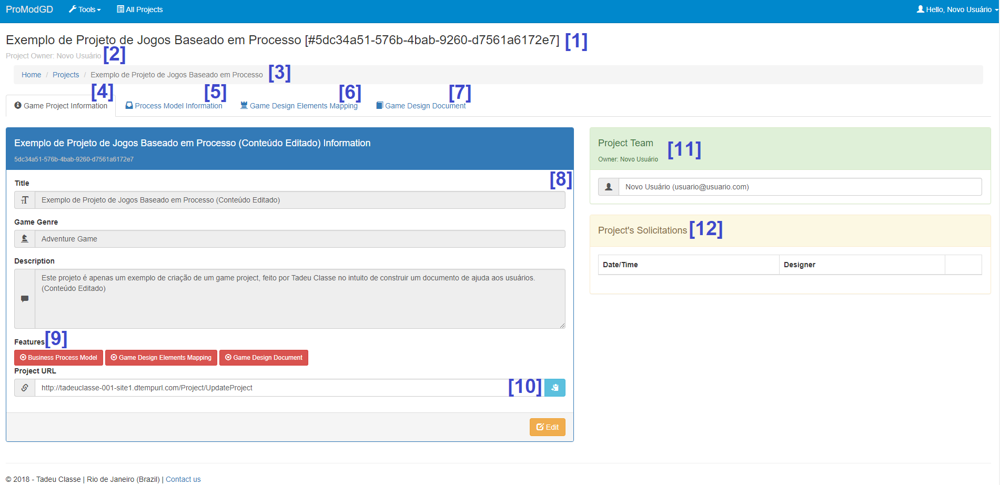 ProModGD Tools All Projects Hello, Novo Usuário
Exemplo de Projeto de Jogos Baseado em Processo [#5dc34a51-576b-4bab-9260-d7561a6172e7] [1]
Project Owner: Novo Usuário [2]
Home / Projects / Exemplo de Projeto de Jogos Baseado em Processo [3]
[4] [5] [6] [7]
Game Project Information Process Model Information Game Design Elements Mapping Game Design Document
Exemplo de Projeto de Jogos Baseado em Processo (Conteúdo Editado) Information
5dc34a51-576b-4bab-9260-d7561a6172e7
[8]
Title
Exemplo de Projeto de Jogos Baseado em Processo (Conteúdo Editado)
Game Genre
Adventure Game
Description
Este projeto é apenas um exemplo de criação de um game project, feito por Tadeu Classe no intuito de construir um documento de ajuda aos usuários.
(Conteúdo Editado)
Features [9]
Business Process Model Game Design Elements Mapping Game Design Document
Project URL
http://tadeuclasse-001-site1.dtempurl.com/Project/UpdateProject [10]
Edit
Project Team [11]
Owner: Novo Usuário
Novo Usuário (usuario@usuario.com)
Project's Solicitations [12]
Date/Time Designer
© 2018 - Tadeu Classe | Rio de Janeiro (Brazil) | Contact us